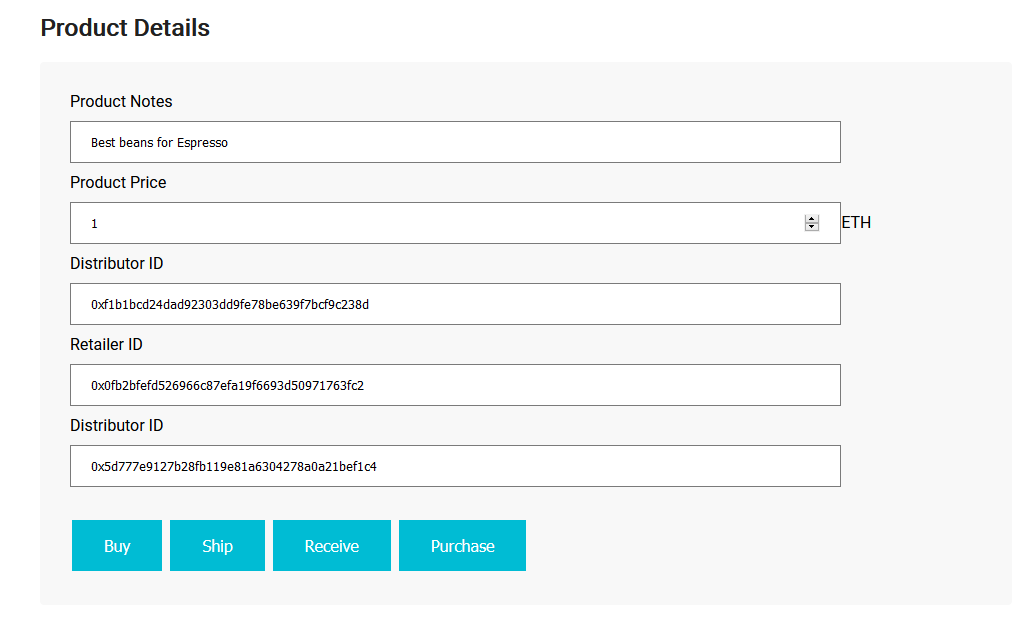 Product Details
Product Notes
Best beans for Espresso
Product Price
1
ETH
Distributor ID
0xf1b1bcd24dad92303dd9fe78be639f7bcf9c238d
Retailer ID
0x0fb2bfefd526966c87efa19f6693d50971763fc2
Distributor ID
0x5d777e9127b28fb119e81a6304278a0a21bef1c4
Buy Ship Receive Purchase